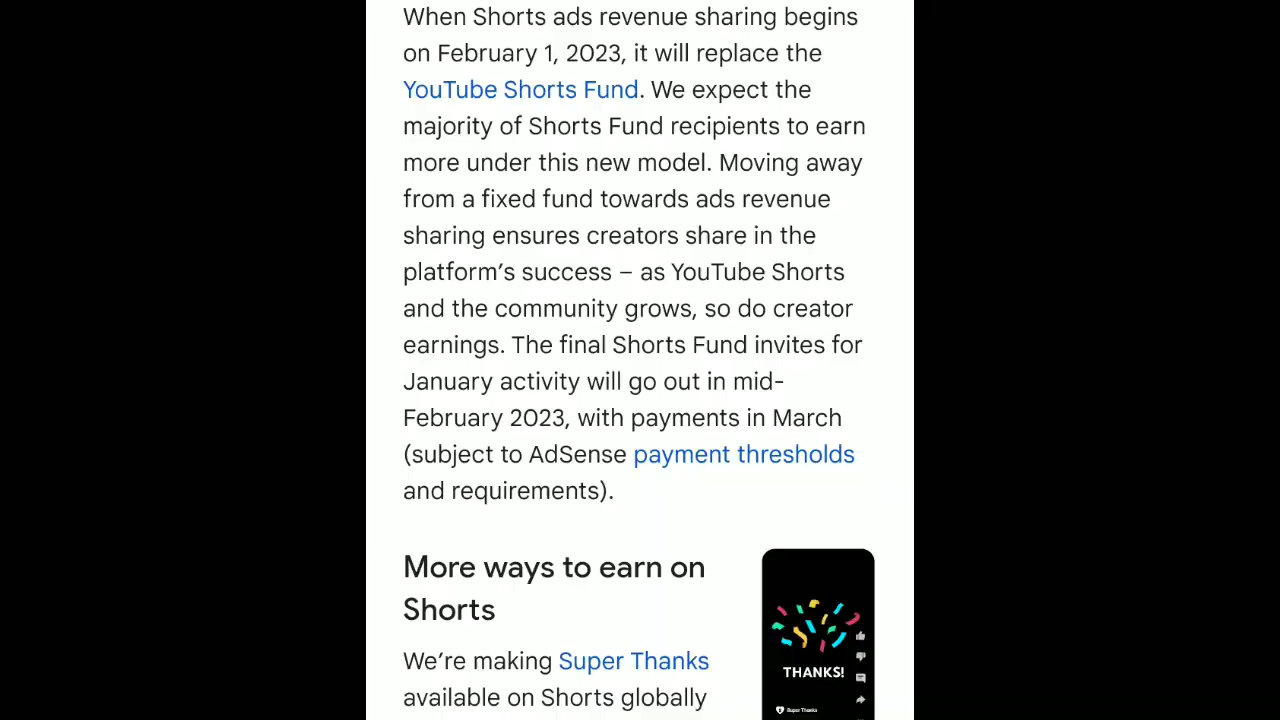 When Shorts ads revenue sharing begins
on February 1, 2023, it will replace the
YouTube Shorts Fund. We expect the
majority of Shorts Fund recipients to earn
more under this new model. Moving away
from a fixed fund towards ads revenue
sharing ensures creators share in the
platform’s success – as YouTube Shorts
and the community grows, so do creator
earnings. The final Shorts Fund invites for
January activity will go out in mid-
February 2023, with payments in March
(subject to AdSense payment thresholds
and requirements).
More ways to earn on
Shorts
We’re making Super Thanks
available on Shorts globally
THANKS!
Super Thanks